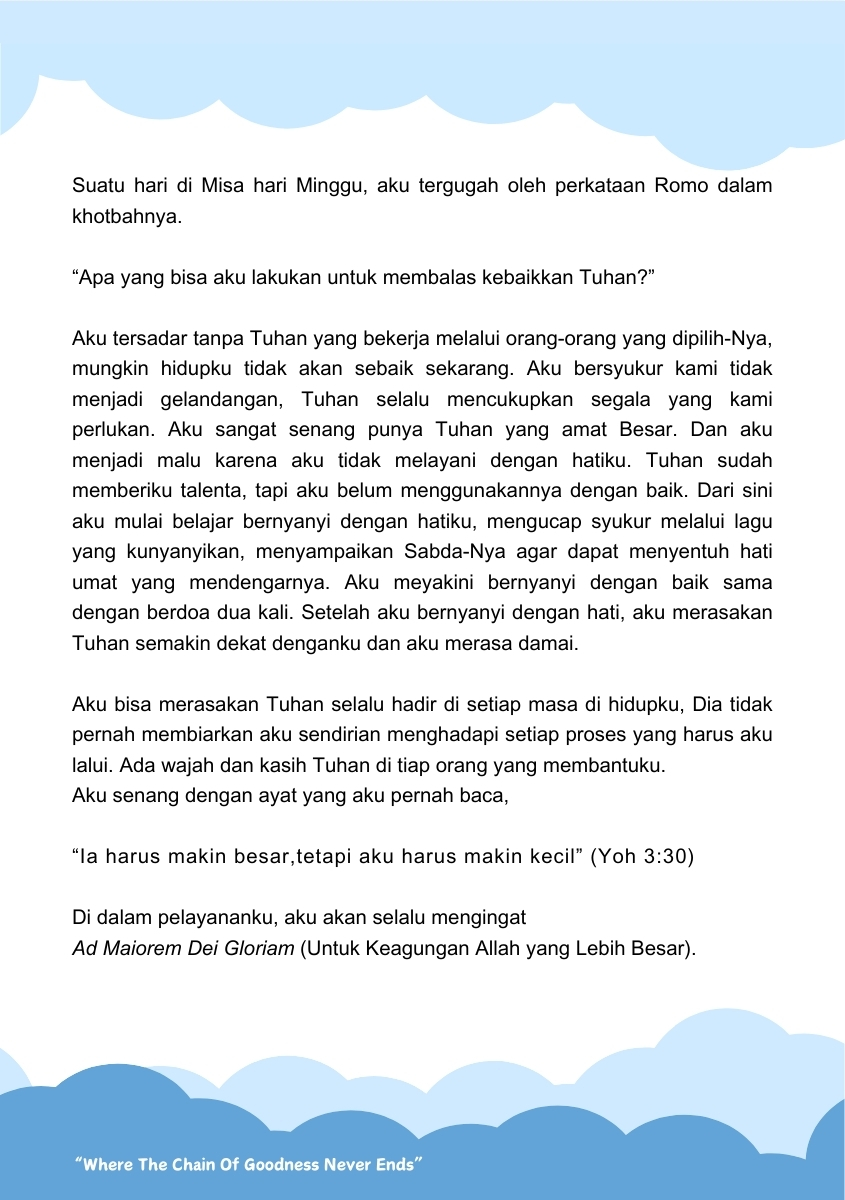 Suatu hari di Misa hari Minggu, aku tergugah oleh perkataan Romo dalam
khotbahnya.
“Apa yang bisa aku lakukan untuk membalas kebaikkan Tuhan?”
Aku tersadar tanpa Tuhan yang bekerja melalui orang-orang yang dipilih-Nya,
mungkin hidupku tidak akan sebaik sekarang. Aku bersyukur kami tidak
menjadi gelandangan, Tuhan selalu mencukupkan segala yang kami
perlukan. Aku sangat senang punya Tuhan yang amat Besar. Dan aku
menjadi malu karena aku tidak melayani dengan hatiku. Tuhan sudah
memberiku talenta, tapi aku belum menggunakannya dengan baik. Dari sini
aku mulai belajar bernyanyi dengan hatiku, mengucap syukur melalui lagu
yang kunyanyikan, menyampaikan Sabda-Nya agar dapat menyentuh hati
umat yang mendengarnya. Aku meyakini bernyanyi dengan baik sama
dengan berdoa dua kali. Setelah aku bernyanyi dengan hati, aku merasakan
Tuhan semakin dekat denganku dan aku merasa damai.
Aku bisa merasakan Tuhan selalu hadir di setiap masa di hidupku, Dia tidak
pernah membiarkan aku sendirian menghadapi setiap proses yang harus aku
lalui. Ada wajah dan kasih Tuhan di tiap orang yang membantuku.
Aku senang dengan ayat yang aku pernah baca,
“Ia harus makin besar,tetapi aku harus makin kecil” (Yoh 3:30)
Di dalam pelayananku, aku akan selalu mengingat
Ad Maiorem Dei Gloriam (Untuk Keagungan Allah yang Lebih Besar).
“Where The Chain Of Goodness Never Ends”